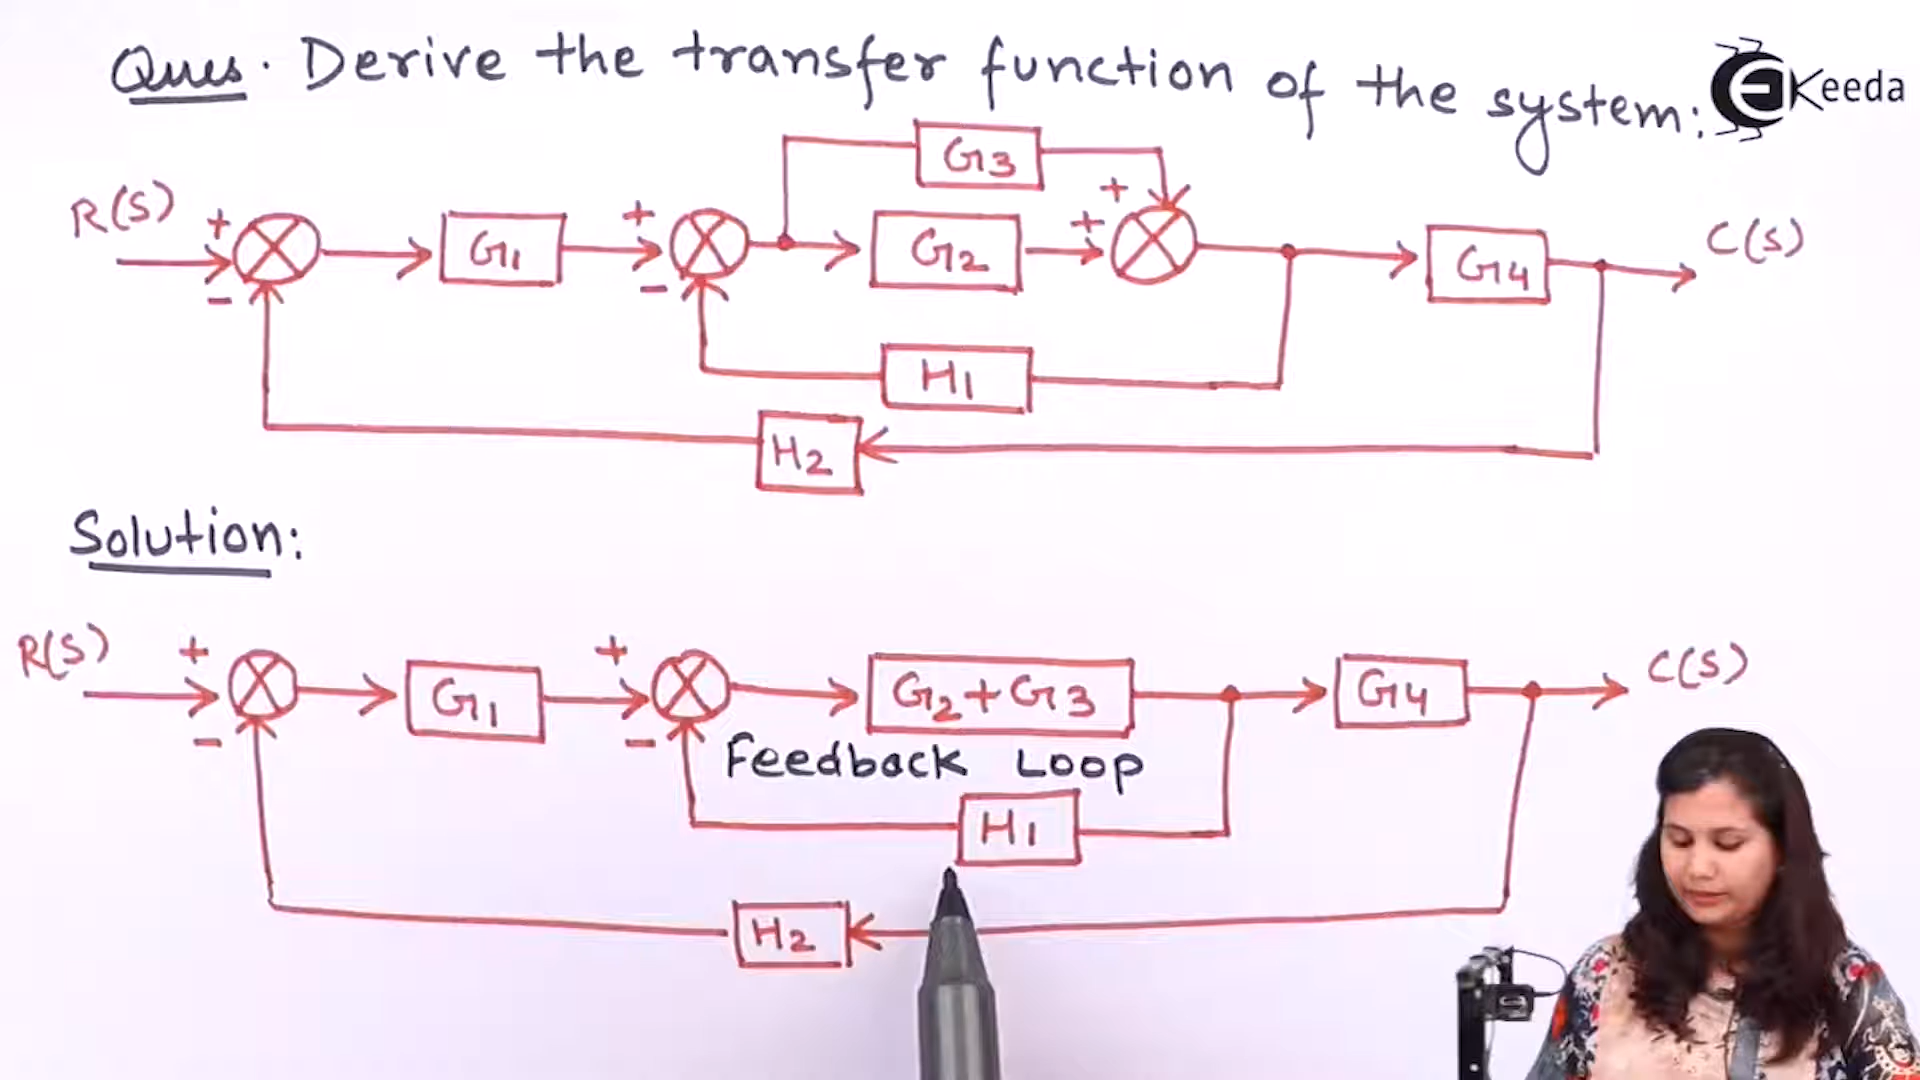 Ques. Derive the transfer function of the system:
EKeeda
G3
R(S) + - G1 + - G2 + + G4 C(S)
H1
H2
Solution:
R(S) + - G1 + - G2+G3 G4 C(S)
Feedback Loop
H1
H2